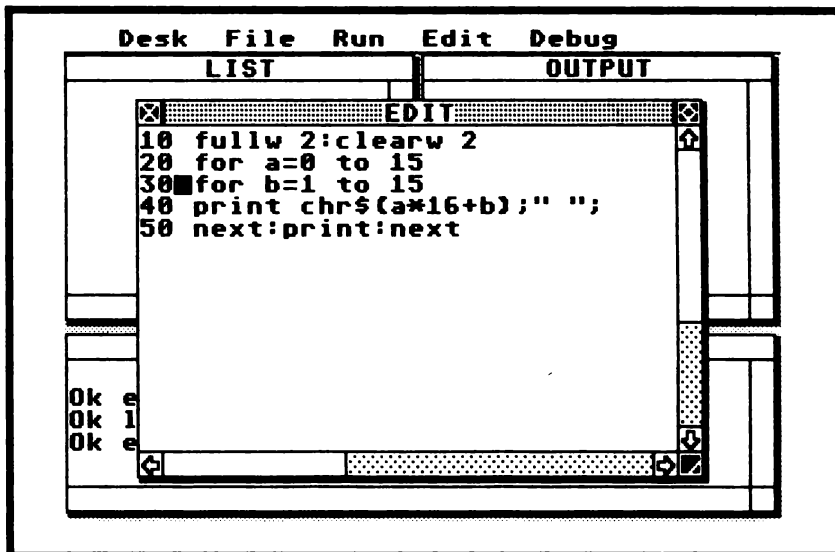 Desk File Run Edit Debug
LIST OUTPUT
EDIT
10 fullw 2:clearw 2
20 for a=0 to 15
30 for b=1 to 15
40 print chr$(a*16+b);" ";
50 next:print:next
Ok e
Ok l
Ok e